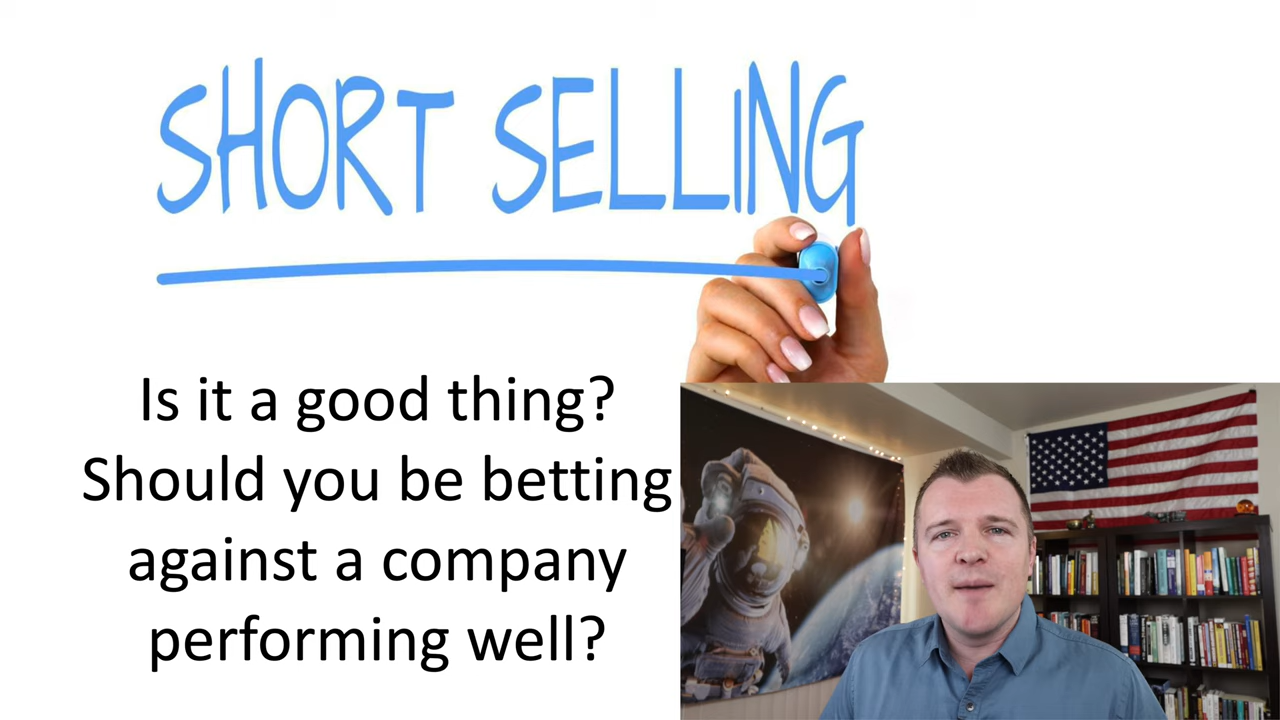 SHORT SELLING
Is it a good thing?
Should you be betting
against a company
performing well?